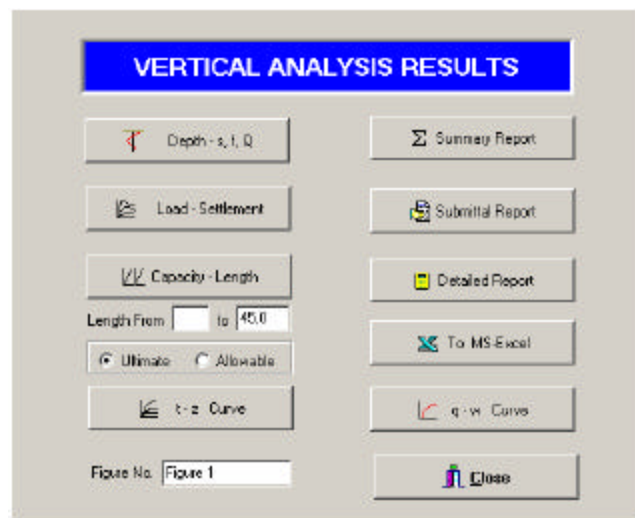 VERTICAL ANALYSIS RESULTS
Depth - s, f, Q
Load - Settlement
Capacity - Length
Length From to 45.0
Ultimate Allowable
t - z Curve
Figure No. Figure 1
Σ Summary Report
Submittal Report
Detailed Report
To MS-Excel
q - w Curve
Close